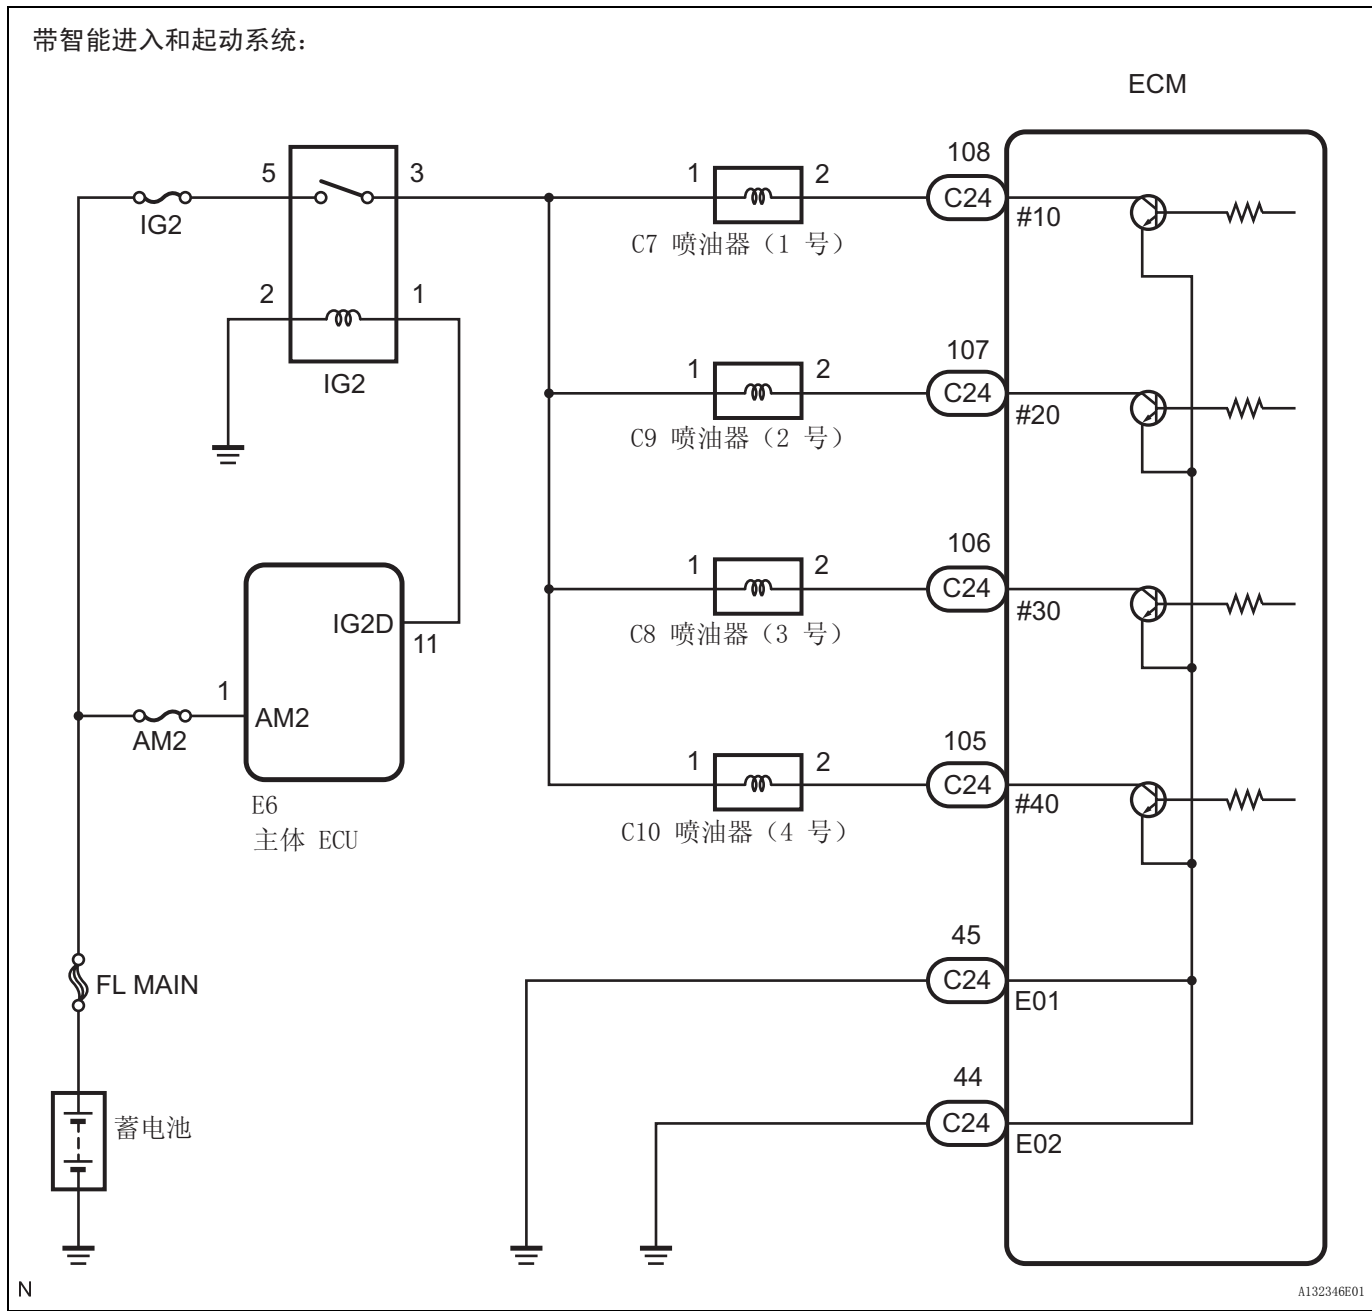 带智能进入和起动系统：
ECM
5
3
IG2
2
1
IG2
1
2
C7 喷油器（1 号）
108
C24
#10
1
2
C9 喷油器（2 号）
107
C24
#20
1
2
C8 喷油器（3 号）
106
C24
#30
1
2
C10 喷油器（4 号）
105
C24
#40
IG2D
11
1
AM2
AM2
E6
主体 ECU
45
C24
E01
44
C24
E02
FL MAIN
蓄电池
N
A132346E01